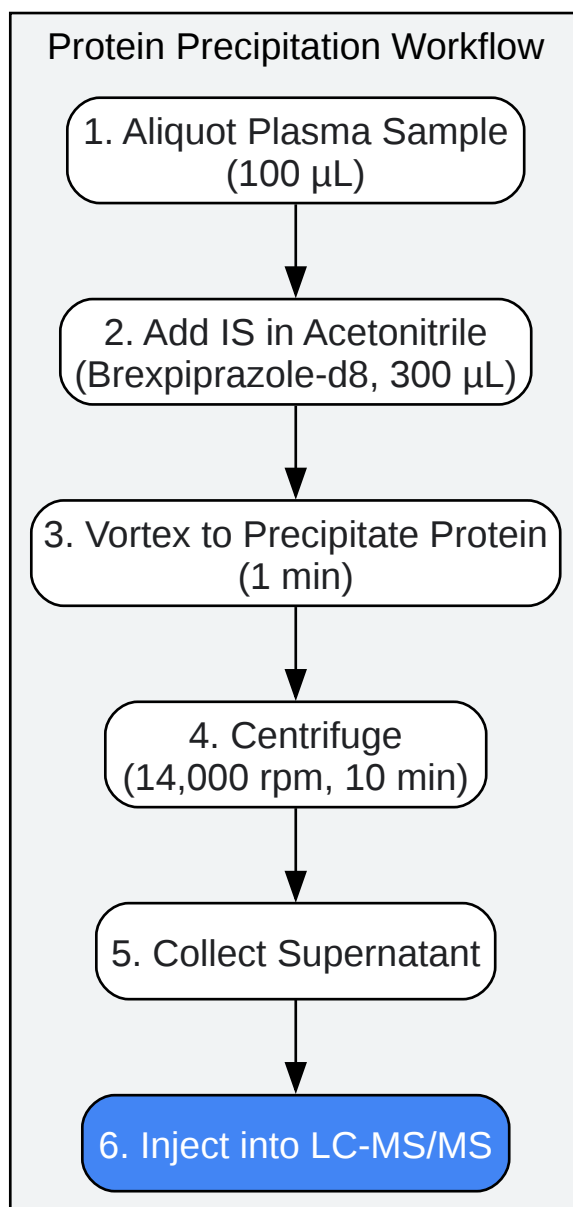 Protein Precipitation Workflow
1. Aliquot Plasma Sample
(100 µL)
2. Add IS in Acetonitrile
(Brexpiprazole-d8, 300 µL)
3. Vortex to Precipitate Protein
(1 min)
4. Centrifuge
(14,000 rpm, 10 min)
5. Collect Supernatant
6. Inject into LC-MS/MS